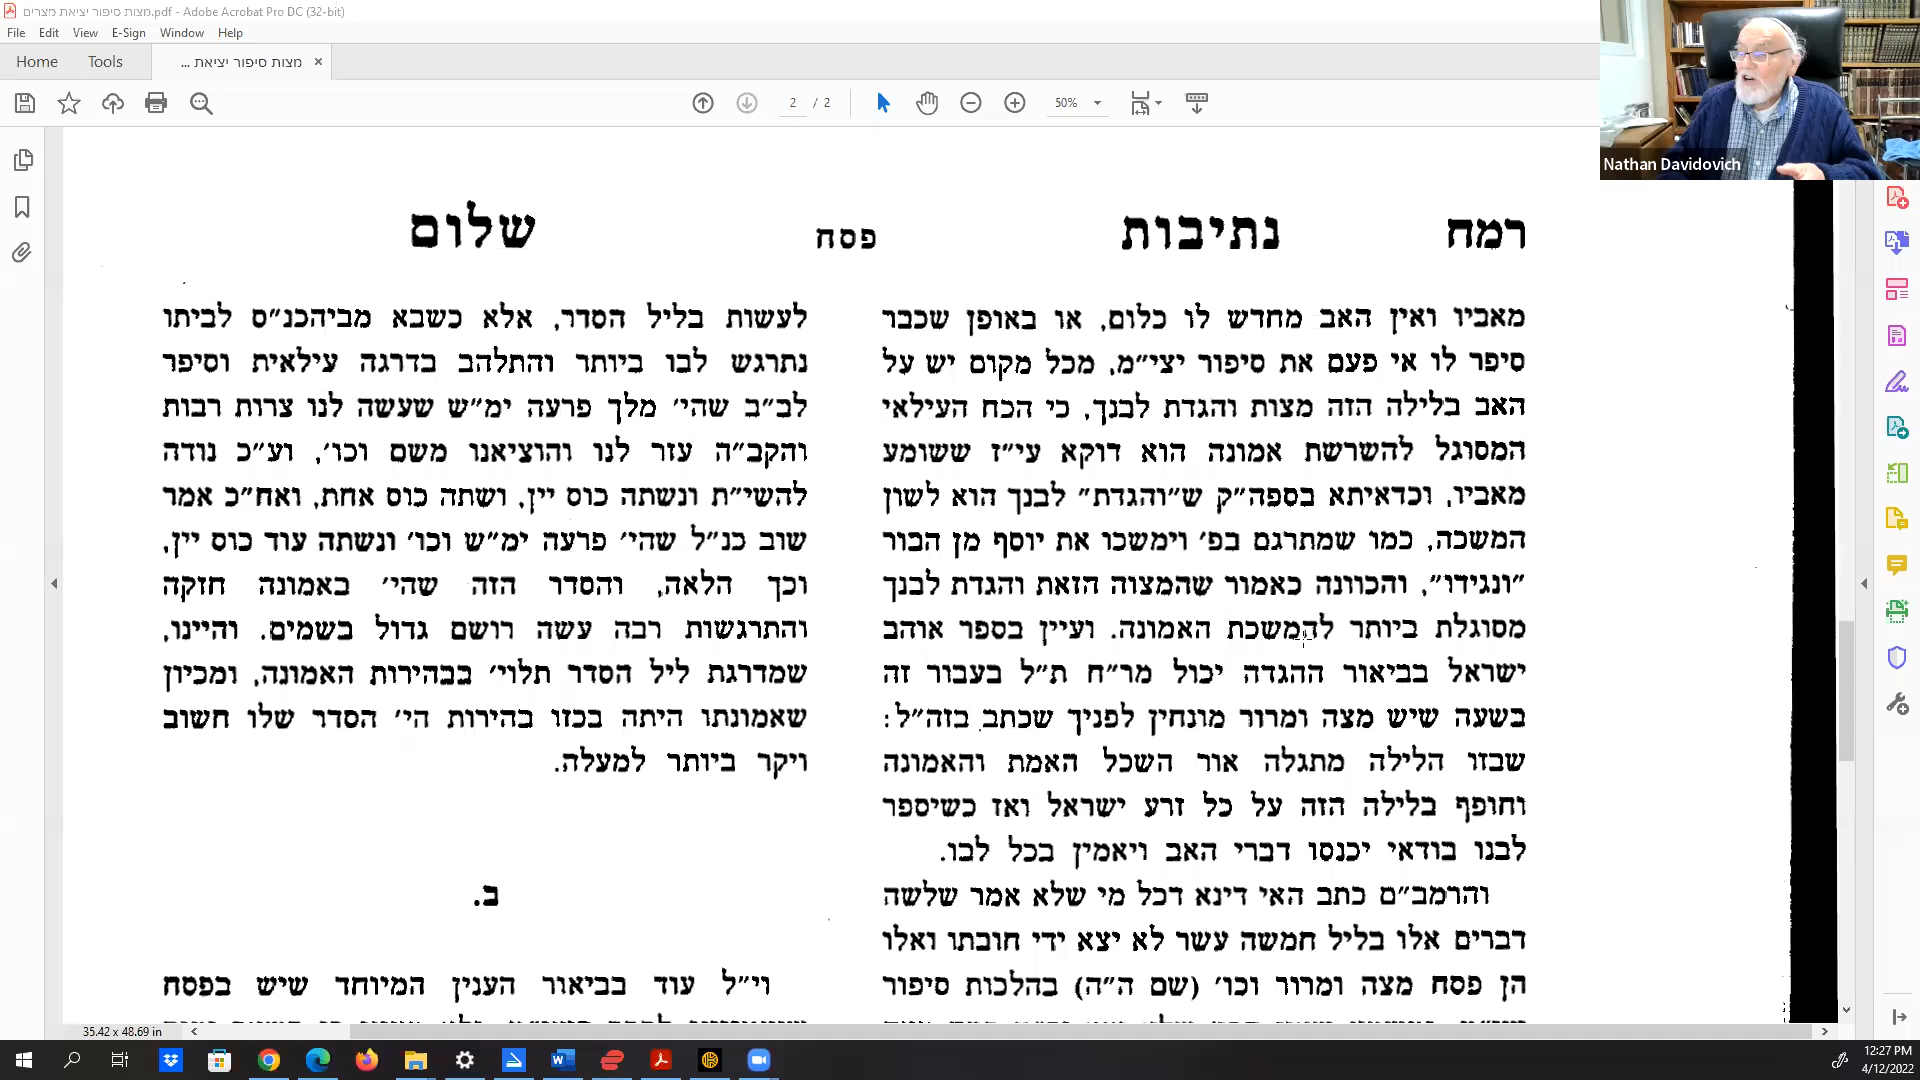 מצות סיפור יציאת מצרים.pdf - Adobe Acrobat Pro DC (32-bit)
File Edit View E-Sign Window Help
Home Tools מצות סיפור יציאת ...
2 / 2 50%
Nathan Davidovich
רמח נתיבות פסח שלום
מאביו ואין האב מחדש לו כלום, או באופן שכבר
סיפר לו אי פעם את סיפור יצי״מ, מכל מקום יש על
האב בלילה הזה מצות והגדת לבנך, כי הכח העילאי
המסוגל להשרשת אמונה הוא דוקא עי״ז ששומע
מאביו, וכדאיתא בספה״ק ש״והגדת״ לבנך הוא לשון
המשכה, כמו שמתרגם בפ׳ וימשכו את יוסף מן הבור
״ונגידו״, והכוונה כאמור שהמצוה הזאת והגדת לבנך
מסוגלת ביותר להמשכת האמונה. ועיין בספר אוהב
ישראל בביאור ההגדה יכול מר״ח ת״ל בעבור זה
בשעה שיש מצה ומרור מונחין לפניך שכתב בזה״ל:
שבזו הלילה מתגלה אור השכל האמת והאמונה
וחופף בלילה הזה על כל זרע ישראל ואז כשיספר
לבנו בודאי יכנסו דברי האב ויאמין בכל לבו.
והרמב״ם כתב האי דינא דכל מי שלא אמר שלשה
דברים אלו בליל חמשה עשר לא יצא ידי חובתו ואלו
הן פסח מצה ומרור וכו׳ (שם ה״ה) בהלכות סיפור
לעשות בליל הסדר, אלא כשבא מביהכנ״ס לביתו
נתרגש לבו ביותר והתלהב בדרגה עילאית וסיפר
לב״ב שהי׳ מלך פרעה ימ״ש שעשה לנו צרות רבות
והקב״ה עזר לנו והוציאנו משם וכו׳, וע״כ נודה
להשי״ת ונשתה כוס יין, ושתה כוס אחת, ואח״כ אמר
שוב כנ״ל שהי׳ פרעה ימ״ש וכו׳ ונשתה עוד כוס יין,
וכך הלאה, והסדר הזה שהי׳ באמונה חזקה
והתרגשות רבה עשה רושם גדול בשמים. והיינו,
שמדרגת ליל הסדר תלוי׳ בבהירות האמונה, ומכיון
שאמונתו היתה בכזו בהירות הי׳ הסדר שלו חשוב
ויקר ביותר למעלה.
ב.
וי״ל עוד בביאור הענין המיוחד שיש בפסח
35.42 x 48.69 in
12:27 PM
4/12/2022